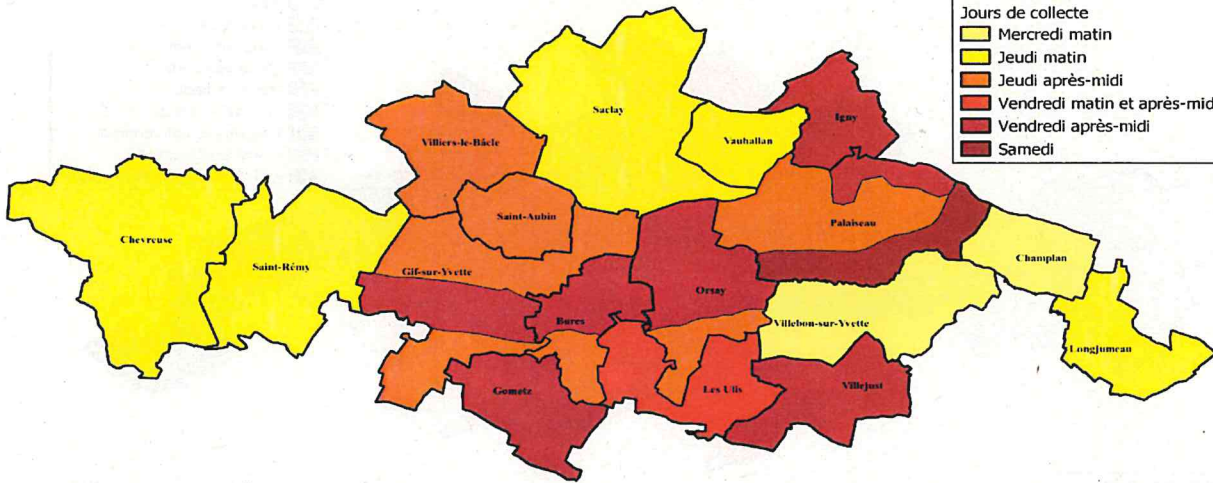 Jours de collecte
Mercredi matin
Jeudi matin
Jeudi après-midi
Vendredi matin et après-mid
Vendredi après-midi
Samedi
Saclay
Igny
Villiers-le-Bâcle
Vauhallan
Saint-Aubin
Palaiseau
Chevreuse
Champlan
Saint-Rémy
Gif-sur-Yvette
Orsay
Bures
Villebon-sur-Yvette
Longjumeau
Gometz
Les Ulis
Villejust